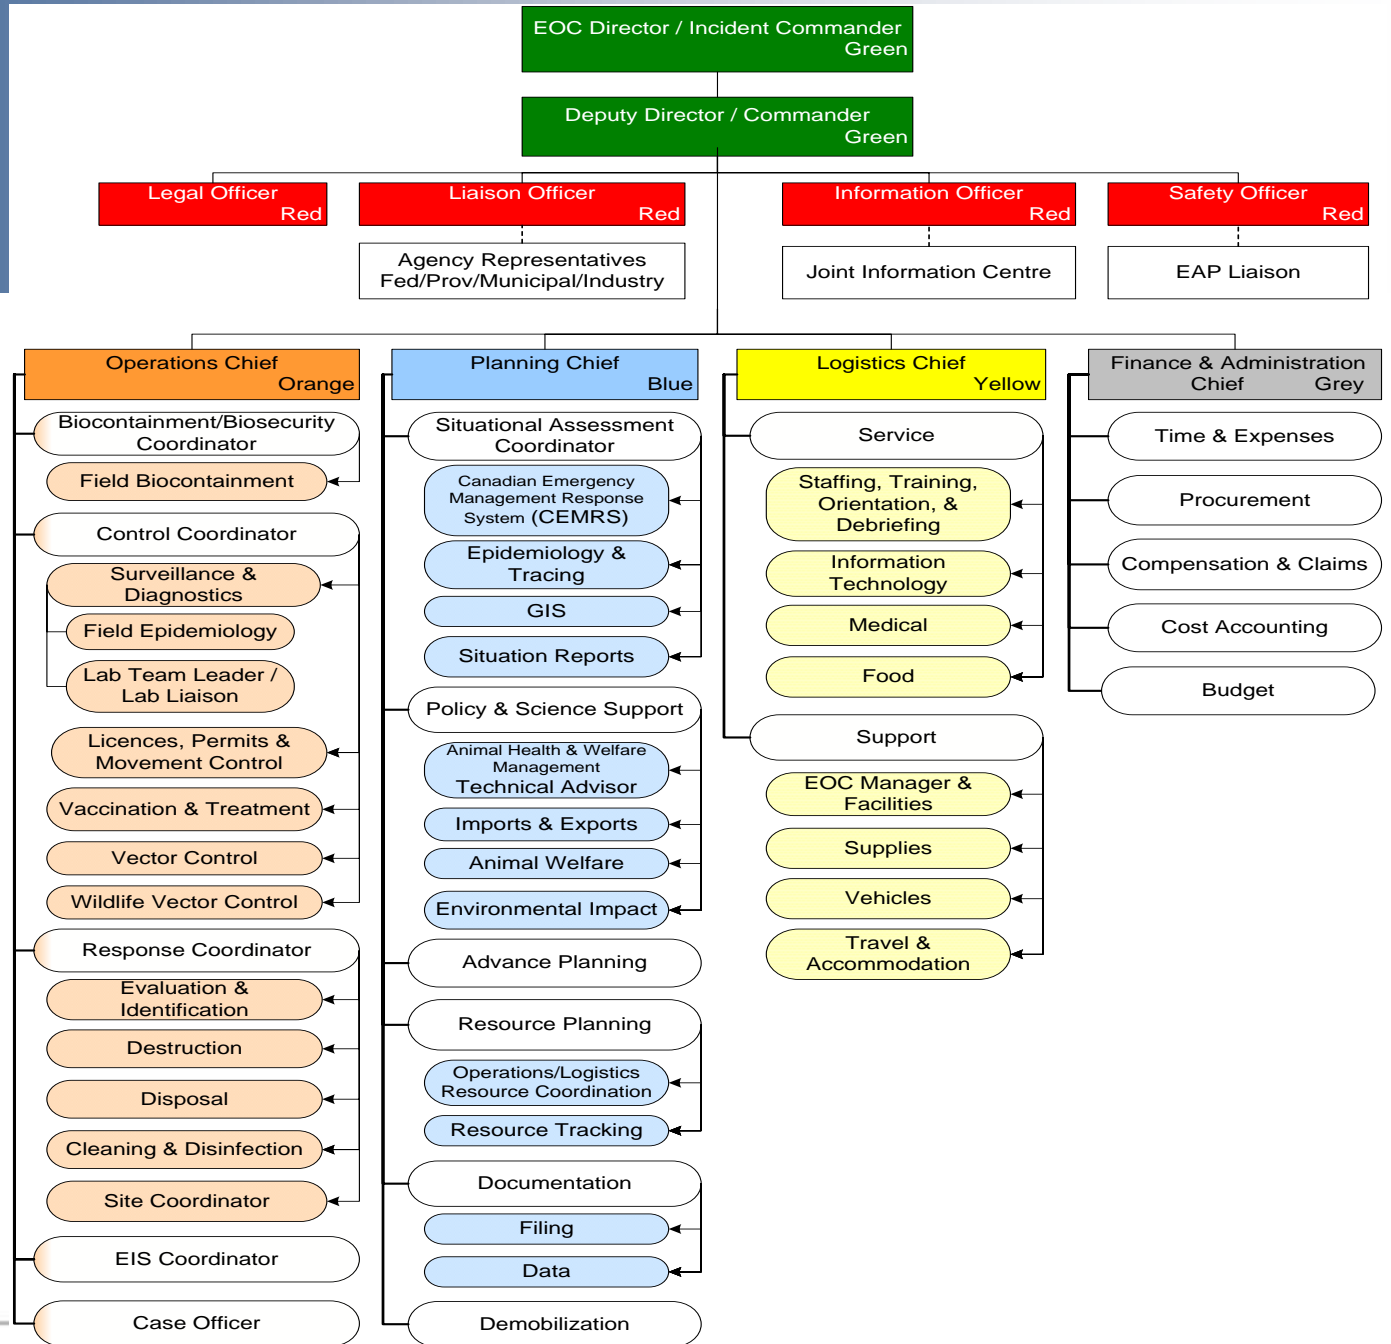 EOC Director / Incident Commander
Green
Deputy Director / Commander
Green
Legal Officer
Red
Liaison Officer
Red
Information Officer
Red
Safety Officer
Red
Agency Representatives
Fed/Prov/Municipal/Industry
Joint Information Centre
EAP Liaison
Operations Chief
Orange
Biocontainment/Biosecurity
Coordinator
Field Biocontainment
Control Coordinator
Surveillance &
Diagnostics
Field Epidemiology
Lab Team Leader /
Lab Liaison
Licences, Permits &
Movement Control
Vaccination & Treatment
Vector Control
Wildlife Vector Control
Response Coordinator
Evaluation &
Identification
Destruction
Disposal
Cleaning & Disinfection
Site Coordinator
EIS Coordinator
Case Officer
Planning Chief
Blue
Situational Assessment
Coordinator
Canadian Emergency
Management Response
System (CEMRS)
Epidemiology &
Tracing
GIS
Situation Reports
Policy & Science Support
Animal Health & Welfare
Management
Technical Advisor
Imports & Exports
Animal Welfare
Environmental Impact
Advance Planning
Resource Planning
Operations/Logistics
Resource Coordination
Resource Tracking
Documentation
Filing
Data
Demobilization
Logistics Chief
Yellow
Service
Staffing, Training,
Orientation, &
Debriefing
Information
Technology
Medical
Food
Support
EOC Manager &
Facilities
Supplies
Vehicles
Travel &
Accommodation
Finance & Administration
Chief Grey
Time & Expenses
Procurement
Compensation & Claims
Cost Accounting
Budget